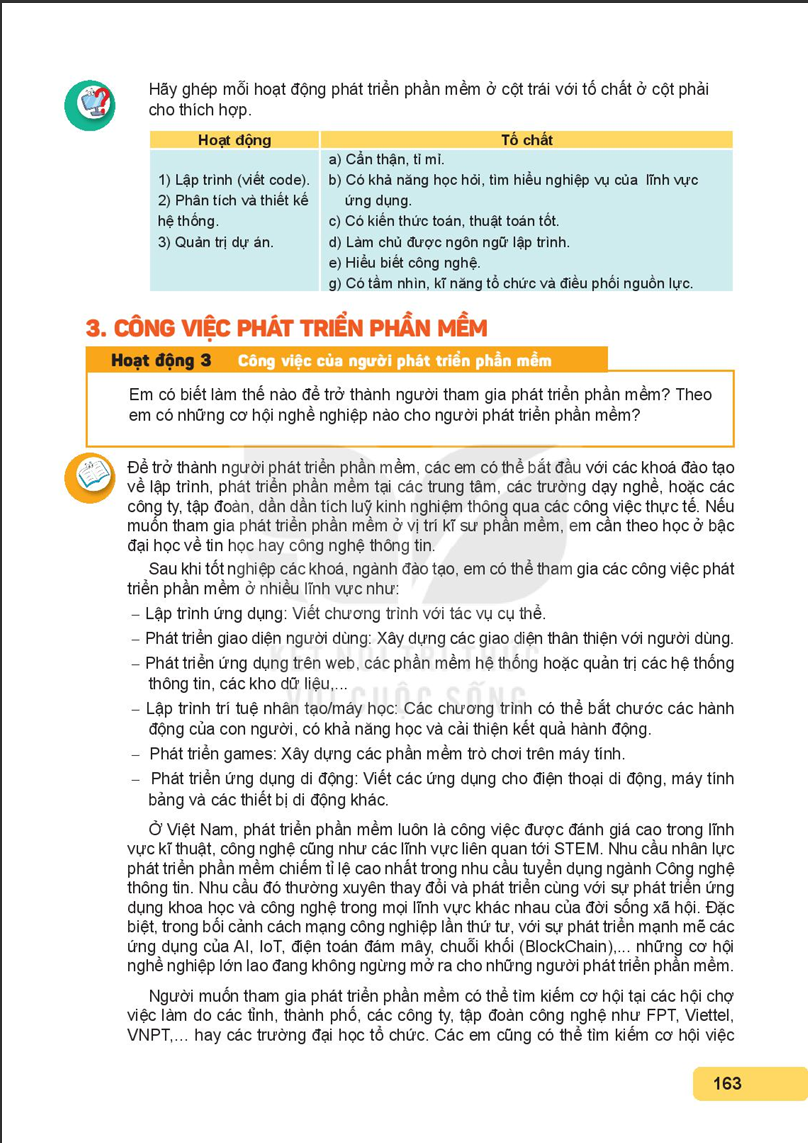 Hãy ghép mỗi hoạt động phát triển phần mềm ở cột trái với tố chất ở cột phải
cho thích hợp.
Hoạt động
Tố chất
1) Lập trình (viết code).
2) Phân tích và thiết kế
hệ thống.
3) Quản trị dự án.
a) Cẩn thận, tỉ mỉ.
b) Có khả năng học hỏi, tìm hiểu nghiệp vụ của lĩnh vực
ứng dụng.
c) Có kiến thức toán, thuật toán tốt.
d) Làm chủ được ngôn ngữ lập trình.
e) Hiểu biết công nghệ.
g) Có tầm nhìn, kĩ năng tổ chức và điều phối nguồn lực.
3. CÔNG VIỆC PHÁT TRIỂN PHẦN MỀM
Hoạt động 3 Công việc của người phát triển phần mềm
Em có biết làm thế nào để trở thành người tham gia phát triển phần mềm? Theo
em có những cơ hội nghề nghiệp nào cho người phát triển phần mềm?
Để trở thành người phát triển phần mềm, các em có thể bắt đầu với các khoá đào tạo
về lập trình, phát triển phần mềm tại các trung tâm, các trường dạy nghề, hoặc các
công ty, tập đoàn, dần dần tích luỹ kinh nghiệm thông qua các công việc thực tế. Nếu
muốn tham gia phát triển phần mềm ở vị trí kĩ sư phần mềm, em cần theo học ở bậc
đại học về tin học hay công nghệ thông tin.
Sau khi tốt nghiệp các khoá, ngành đào tạo, em có thể tham gia các công việc phát
triển phần mềm ở nhiều lĩnh vực như:
– Lập trình ứng dụng: Viết chương trình với tác vụ cụ thể.
– Phát triển giao diện người dùng: Xây dựng các giao diện thân thiện với người dùng.
– Phát triển ứng dụng trên web, các phần mềm hệ thống hoặc quản trị các hệ thống
thông tin, các kho dữ liệu,...
– Lập trình trí tuệ nhân tạo/máy học: Các chương trình có thể bắt chước các hành
động của con người, có khả năng học và cải thiện kết quả hành động.
– Phát triển games: Xây dựng các phần mềm trò chơi trên máy tính.
– Phát triển ứng dụng di động: Viết các ứng dụng cho điện thoại di động, máy tính
bảng và các thiết bị di động khác.
Ở Việt Nam, phát triển phần mềm luôn là công việc được đánh giá cao trong lĩnh
vực kĩ thuật, công nghệ cũng như các lĩnh vực liên quan tới STEM. Nhu cầu nhân lực
phát triển phần mềm chiếm tỉ lệ cao nhất trong nhu cầu tuyển dụng ngành Công nghệ
thông tin. Nhu cầu đó thường xuyên thay đổi và phát triển cùng với sự phát triển ứng
dụng khoa học và công nghệ trong mọi lĩnh vực khác nhau của đời sống xã hội. Đặc
biệt, trong bối cảnh cách mạng công nghiệp lần thứ tư, với sự phát triển mạnh mẽ các
ứng dụng của AI, IoT, điện toán đám mây, chuỗi khối (BlockChain),... những cơ hội
nghề nghiệp lớn lao đang không ngừng mở ra cho những người phát triển phần mềm.
Người muốn tham gia phát triển phần mềm có thể tìm kiếm cơ hội tại các hội chợ
việc làm do các tỉnh, thành phố, các công ty, tập đoàn công nghệ như FPT, Viettel,
VNPT,... hay các trường đại học tổ chức. Các em cũng có thể tìm kiếm cơ hội việc
KẾT NỐI TRI THỨC
VỚI CUỘC SỐNG
163